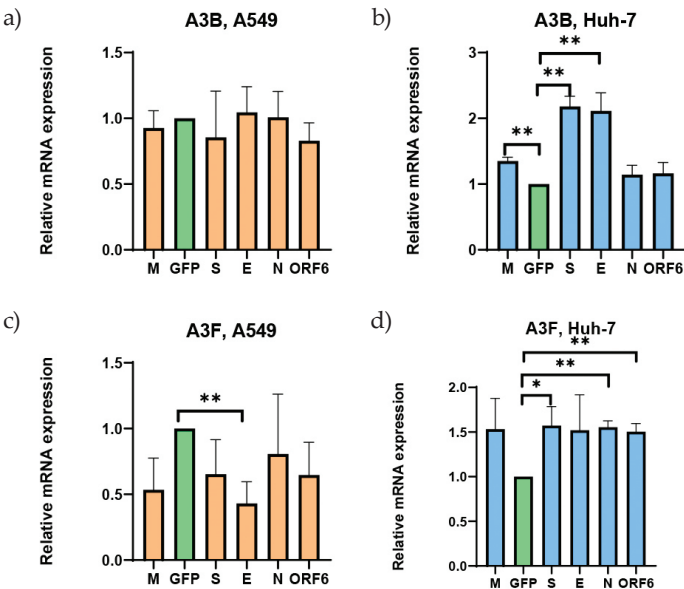 a)
A3B, A549
Relative mRNA expression
1.5
1.0
0.5
0.0
M GFP S E N ORF6
b)
A3B, Huh-7
Relative mRNA expression
3
2
1
0
**
**
**
M GFP S E N ORF6
c)
A3F, A549
Relative mRNA expression
1.5
1.0
0.5
0.0
**
M GFP S E N ORF6
d)
A3F, Huh-7
Relative mRNA expression
2.0
1.5
1.0
0.5
0.0
**
**
*
M GFP S E N ORF6